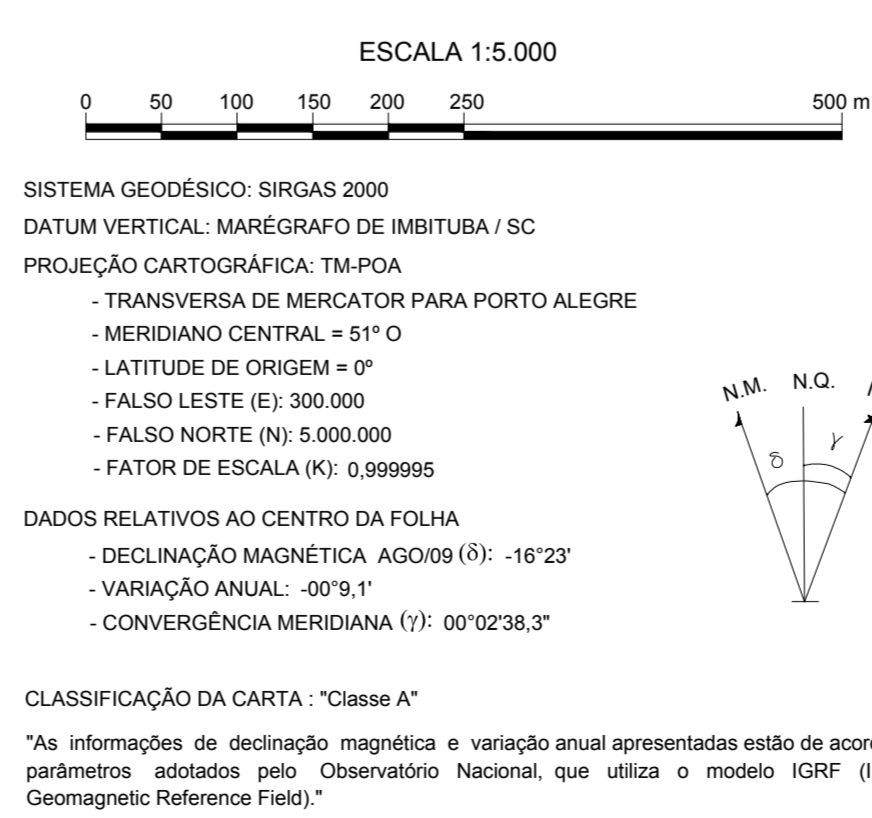 ESCALA 1:5.000
0 50 100 150 200 250 500 m
SISTEMA GEODÉSICO: SIRGAS 2000
DATUM VERTICAL: MARÉGRAFO DE IMBITUBA / SC
PROJEÇÃO CARTOGRÁFICA: TM-POA
- TRANSVERSA DE MERCATOR PARA PORTO ALEGRE
- MERIDIANO CENTRAL = 51º O
- LATITUDE DE ORIGEM = 0º
- FALSO LESTE (E): 300.000
- FALSO NORTE (N): 5.000.000
- FATOR DE ESCALA (K): 0,999995
N.M. N.Q.
δ γ
DADOS RELATIVOS AO CENTRO DA FOLHA
- DECLINAÇÃO MAGNÉTICA AGO/09 (δ): -16°23'
- VARIAÇÃO ANUAL: -00°9,1'
- CONVERGÊNCIA MERIDIANA (γ): 00°02'38,3"
CLASSIFICAÇÃO DA CARTA : "Classe A"
"As informações de declinação magnética e variação anual apresentadas estão de acor
parâmetros adotados pelo Observatório Nacional, que utiliza o modelo IGRF (I
Geomagnetic Reference Field)."